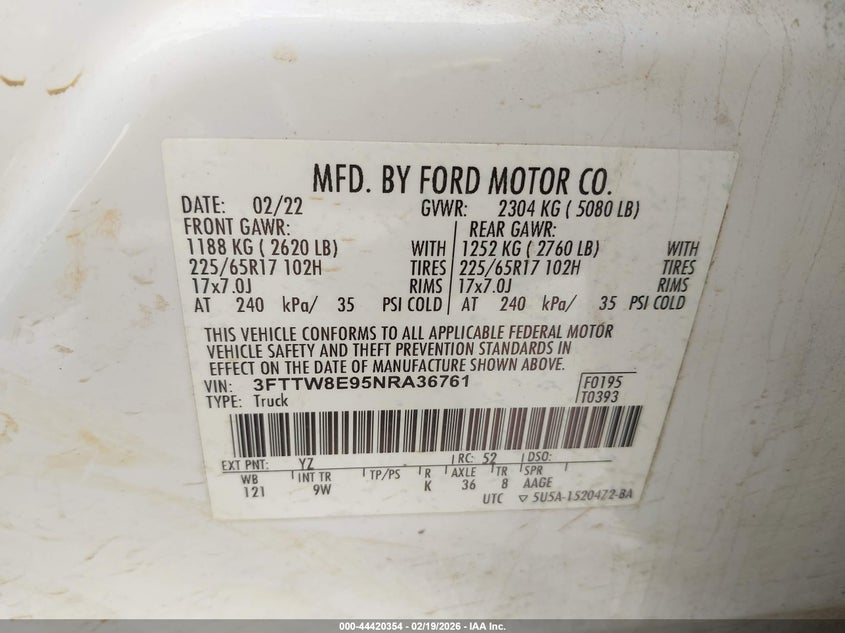 MFD. BY FORD MOTOR CO.
DATE: 02/22 GVWR: 2304 KG ( 5080 LB)
FRONT GAWR: REAR GAWR:
1188 KG ( 2620 LB) WITH 1252 KG ( 2760 LB) WITH
225/65R17 102H TIRES 225/65R17 102H TIRES
17x7.0J RIMS 17x7.0J RIMS
AT 240 kPa/ 35 PSI COLD AT 240 kPa/ 35 PSI COLD
THIS VEHICLE CONFORMS TO ALL APPLICABLE FEDERAL MOTOR
VEHICLE SAFETY AND THEFT PREVENTION STANDARDS IN
EFFECT ON THE DATE OF MANUFACTURE SHOWN ABOVE.
VIN: 3FTTW8E95NRA36761 F0195
TYPE: Truck T0393
EXT PNT: YZ RC: 52 DSO:
WB INT TR TP/PS R AXLE TR SPR
121 9W K 36 8 AAGE
UTC ▽ 5U5A-1520472-BA
000-44420354 - 02/19/2026 - IAA Inc.